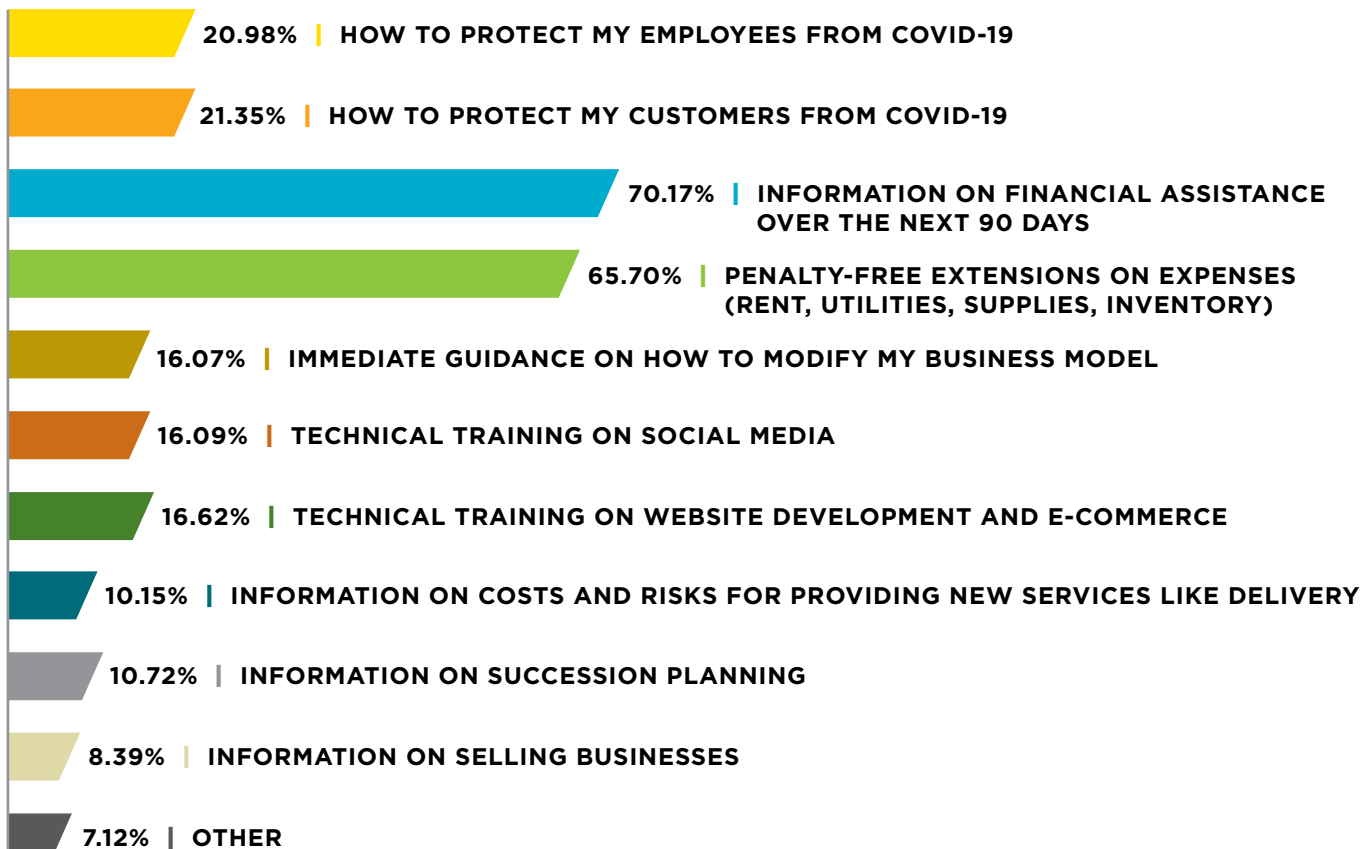 20.98% | HOW TO PROTECT MY EMPLOYEES FROM COVID-19
21.35% | HOW TO PROTECT MY CUSTOMERS FROM COVID-19
70.17% | INFORMATION ON FINANCIAL ASSISTANCE
OVER THE NEXT 90 DAYS
65.70% | PENALTY-FREE EXTENSIONS ON EXPENSES
(RENT, UTILITIES, SUPPLIES, INVENTORY)
16.07% | IMMEDIATE GUIDANCE ON HOW TO MODIFY MY BUSINESS MODEL
16.09% | TECHNICAL TRAINING ON SOCIAL MEDIA
16.62% | TECHNICAL TRAINING ON WEBSITE DEVELOPMENT AND E-COMMERCE
10.15% | INFORMATION ON COSTS AND RISKS FOR PROVIDING NEW SERVICES LIKE DELIVERY
10.72% | INFORMATION ON SUCCESSION PLANNING
8.39% | INFORMATION ON SELLING BUSINESSES
7.12% | OTHER